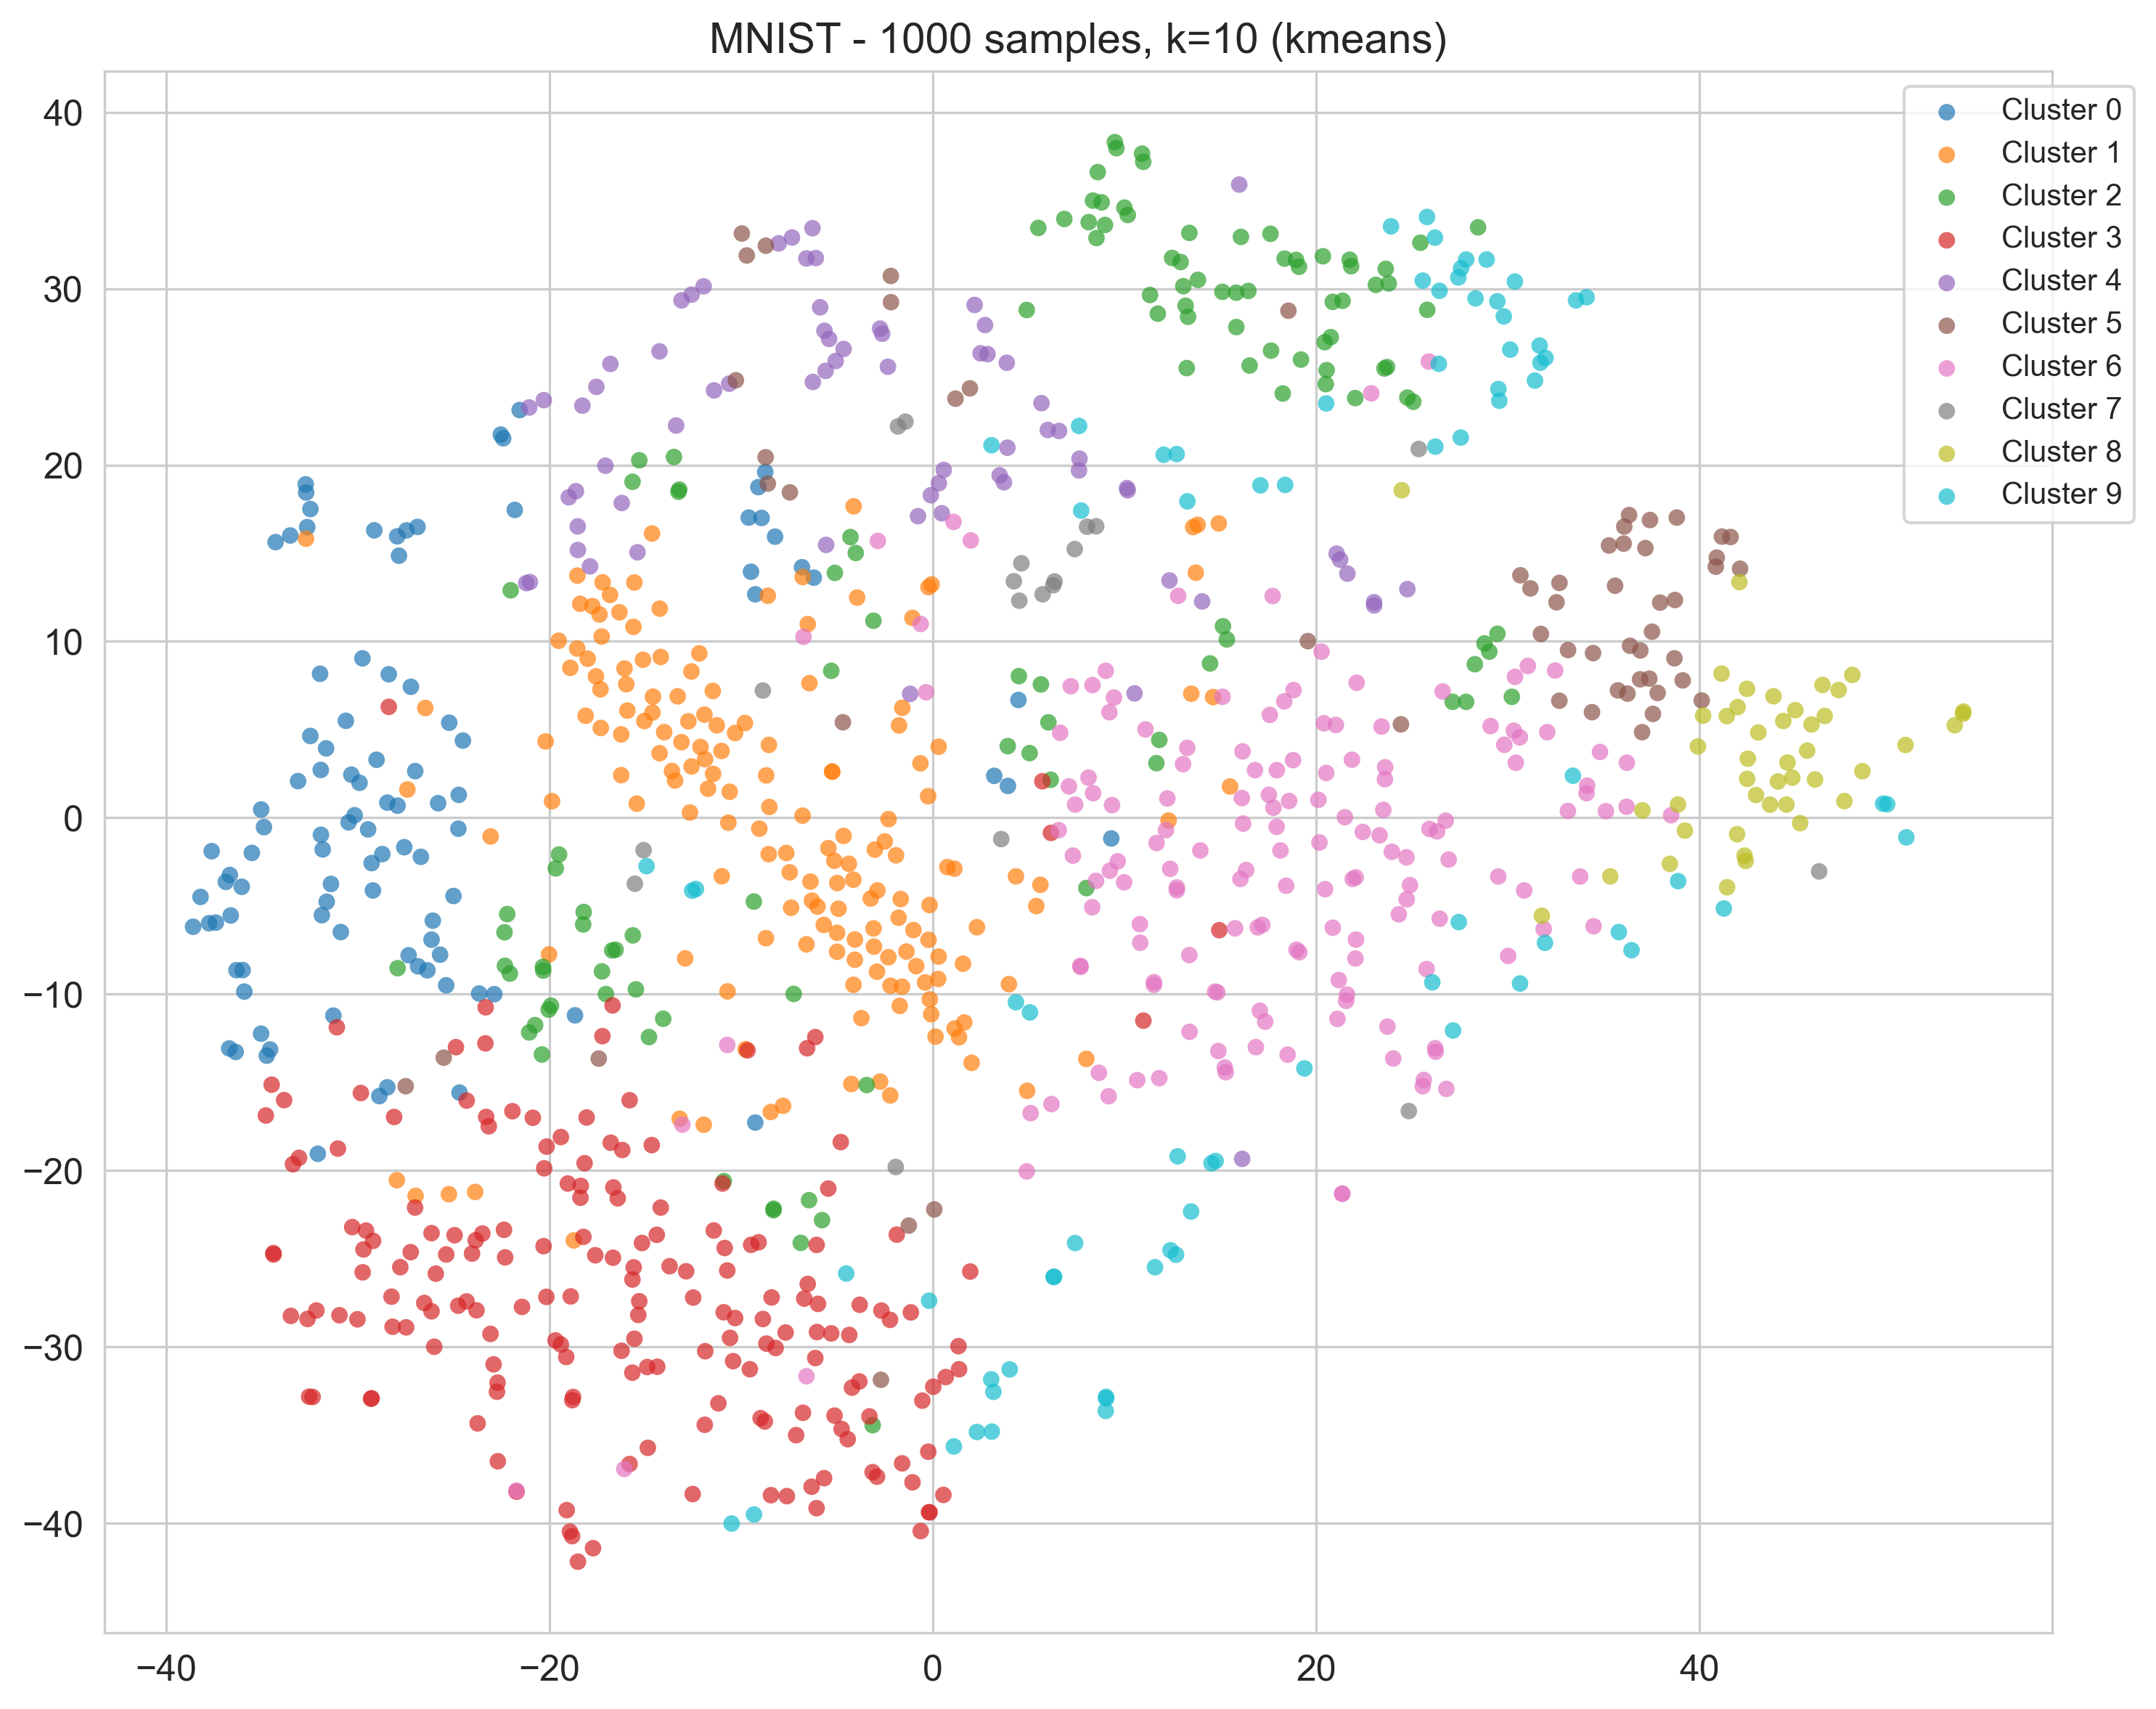 MNIST - 1000 samples, k=10 (kmeans)
40
30
20
10
0
−10
−20
−30
−40
−40
−20
0
20
40
Cluster 0
Cluster 1
Cluster 2
Cluster 3
Cluster 4
Cluster 5
Cluster 6
Cluster 7
Cluster 8
Cluster 9